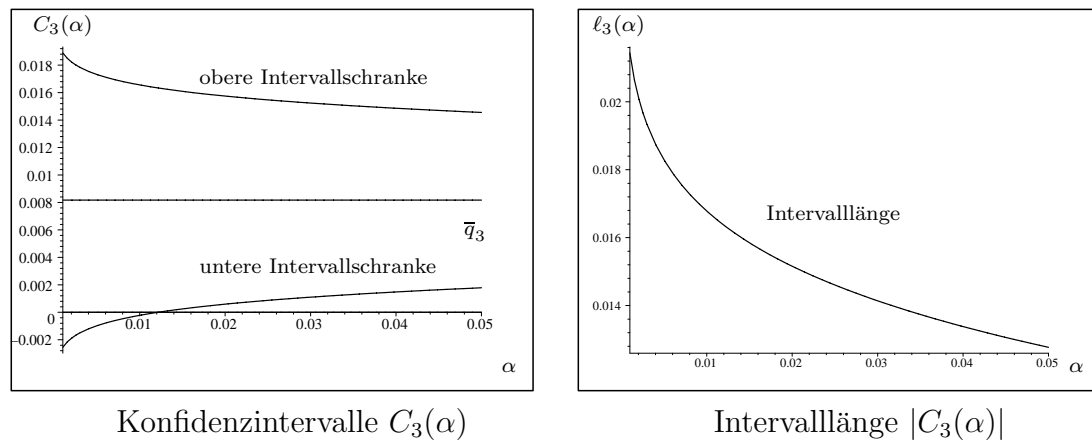 C₃(α)
0.018
0.016
0.014
0.012
0.01
0.008
0.006
0.004
0.002
0
−0.002
0.01
0.02
0.03
0.04
0.05
obere Intervallschranke
q̅₃
untere Intervallschranke
α
Konfidenzintervalle C₃(α)
ℓ₃(α)
0.02
0.018
0.016
0.014
0.01
0.02
0.03
0.04
0.05
Intervalllänge
α
Intervalllänge |C₃(α)|